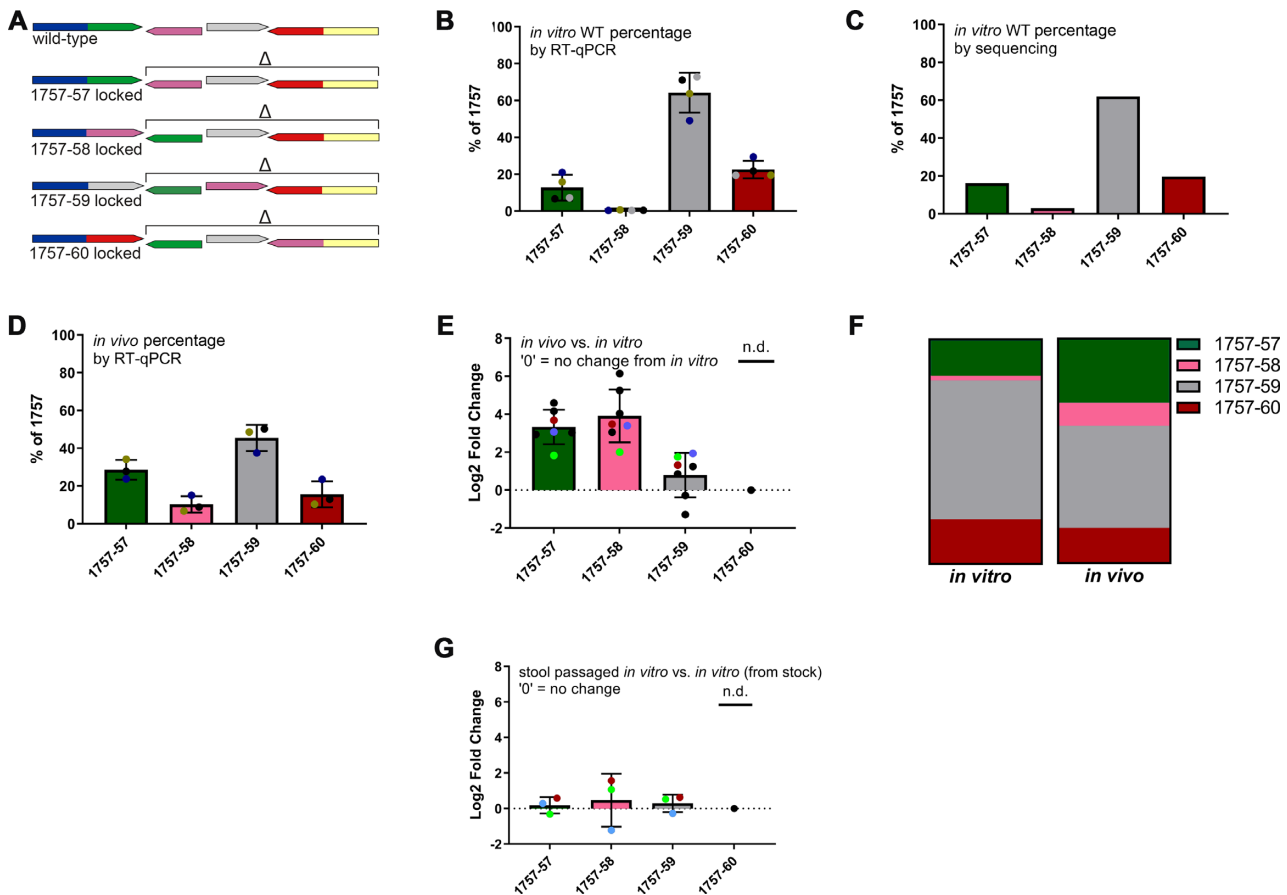 A
wild-type
Δ
1757-57 locked
Δ
1757-58 locked
Δ
1757-59 locked
Δ
1757-60 locked
B
in vitro WT percentage
by RT-qPCR
% of 1757
100
80
60
40
20
0
1757-57
1757-58
1757-59
1757-60
C
in vitro WT percentage
by sequencing
% of 1757
100
80
60
40
20
0
1757-57
1757-58
1757-59
1757-60
D
in vivo percentage
by RT-qPCR
% of 1757
100
80
60
40
20
0
1757-57
1757-58
1757-59
1757-60
E
in vivo vs. in vitro
'0' = no change from in vitro
n.d.
Log2 Fold Change
8
6
4
2
0
-2
1757-57
1757-58
1757-59
1757-60
F
1757-57
1757-58
1757-59
1757-60
in vitro
in vivo
G
stool passaged in vitro vs. in vitro (from stock)
'0' = no change
n.d.
Log2 Fold Change
8
6
4
2
0
-2
1757-57
1757-58
1757-59
1757-60